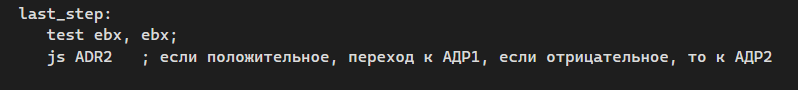 last_step:
test ebx, ebx;
js ADR2 ; если положительное, переход к АДР1, если отрицательное, то к АДР2